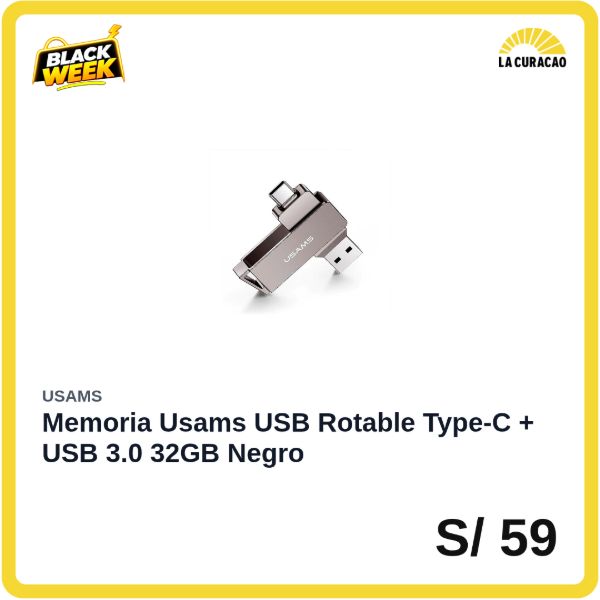 BLACK
WEEK
LA CURACAO
USAMS
USAMS
Memoria Usams USB Rotable Type-C +
USB 3.0 32GB Negro
S/ 59